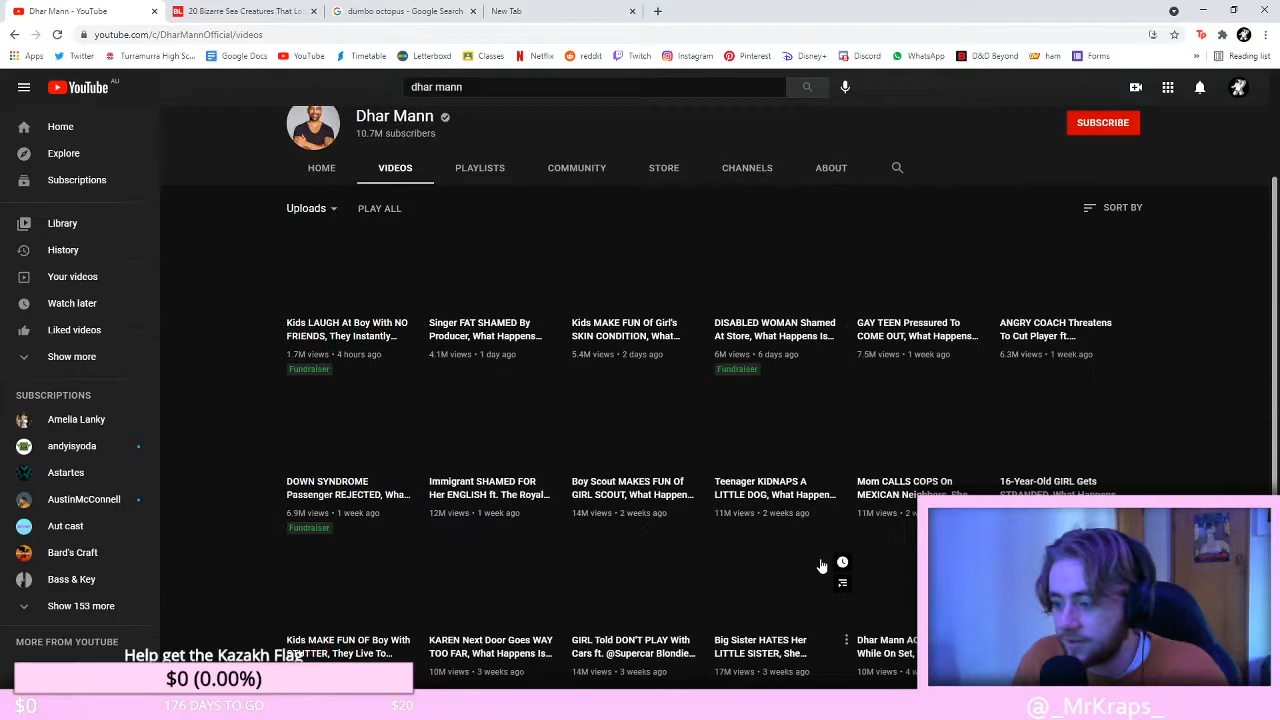 Dhar Mann - YouTube
20 Bizarre Sea Creatures That Lo
dumbo octopus - Google Search
New Tab
youtube.com/c/DharMannOfficial/videos
Apps
Twitter
Turramurra High Sc...
Google Docs
YouTube
Timetable
Letterboxd
Classes
Netflix
reddit
Twitch
Instagram
Pinterest
Disney+
Discord
WhatsApp
D&D Beyond
ham
Forms
»
Reading list
YouTube AU
dhar mann
Home
Explore
Subscriptions
Library
History
Your videos
Watch later
Liked videos
Show more
SUBSCRIPTIONS
Amelia Lanky
andyisyoda
Astartes
AustinMcConnell
Aut cast
Bard's Craft
Bass & Key
Show 153 more
MORE FROM YOUTUBE
Dhar Mann
10.7M subscribers
SUBSCRIBE
HOME
VIDEOS
PLAYLISTS
COMMUNITY
STORE
CHANNELS
ABOUT
Uploads
PLAY ALL
SORT BY
Kids LAUGH At Boy With NO
FRIENDS, They Instantly...
1.7M views • 4 hours ago
Fundraiser
Singer FAT SHAMED By
Producer, What Happens...
4.1M views • 1 day ago
Kids MAKE FUN Of Girl's
SKIN CONDITION, What...
5.4M views • 2 days ago
DISABLED WOMAN Shamed
At Store, What Happens Is...
6M views • 6 days ago
Fundraiser
GAY TEEN Pressured To
COME OUT, What Happens...
7.5M views • 1 week ago
ANGRY COACH Threatens
To Cut Player ft....
6.3M views • 1 week ago
DOWN SYNDROME
Passenger REJECTED, Wha...
6.9M views • 1 week ago
Fundraiser
Immigrant SHAMED FOR
Her ENGLISH ft. The Royal...
12M views • 1 week ago
Boy Scout MAKES FUN Of
GIRL SCOUT, What Happen...
14M views • 2 weeks ago
Teenager KIDNAPS A
LITTLE DOG, What Happen...
11M views • 2 weeks ago
Mom CALLS COPS On
MEXICAN Neighbors, She
11M views • 2 w
16-Year-Old GIRL Gets
STRANDED, What Happens
Kids MAKE FUN OF Boy With
STUTTER, They Live To...
KAREN Next Door Goes WAY
TOO FAR, What Happens Is...
10M views • 3 weeks ago
GIRL Told DON'T PLAY With
Cars ft. @Supercar Blondie...
14M views • 3 weeks ago
Big Sister HATES Her
LITTLE SISTER, She...
17M views • 3 weeks ago
Dhar Mann AC
While On Set,
10M views • 4 w
Help get the Kazakh Flag
$0 (0.00%)
$0
176 DAYS TO GO
$20
@_MrKraps_